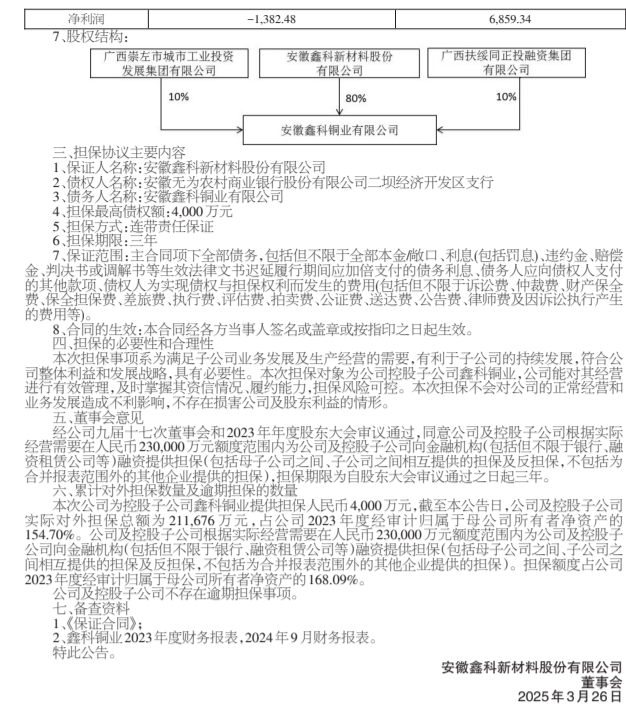 净利润 -1,382.48 6,859.34
7、股权结构:
广西崇左市城市工业投资
发展集团有限公司
安徽鑫科新材料股份
有限公司
广西扶绥同正投融资集团
有限公司
10%
80%
10%
安徽鑫科铜业有限公司
三、担保协议主要内容
1、保证人名称:安徽鑫科新材料股份有限公司
2、债权人名称:安徽无为农村商业银行股份有限公司二坝经济开发区支行
3、债务人名称:安徽鑫科铜业有限公司
4、担保最高债权额:4,000万元
5、担保方式:连带责任保证
6、担保期限:三年
7、保证范围:主合同项下全部债务,包括但不限于全部本金/敞口、利息(包括罚息)、违约金、赔偿
金、判决书或调解书等生效法律文书迟延履行期间应加倍支付的债务利息、债务人应向债权人支付
的其他款项、债权人为实现债权与担保权利而发生的费用(包括但不限于诉讼费、仲裁费、财产保全
费、保全担保费、差旅费、执行费、评估费、拍卖费、公证费、送达费、公告费、律师费及因诉讼执行产生
的费用等)。
8、合同的生效:本合同经各方当事人签名或盖章或按指印之日起生效。
四、担保的必要性和合理性
本次担保事项系为满足子公司业务发展及生产经营的需要,有利于子公司的持续发展,符合公
司整体利益和发展战略,具有必要性。本次担保对象为公司控股子公司鑫科铜业,公司能对其经营
进行有效管理,及时掌握其资信情况、履约能力,担保风险可控。本次担保不会对公司的正常经营和
业务发展造成不利影响,不存在损害公司及股东利益的情形。
五、董事会意见
经公司九届十七次董事会和2023年年度股东大会审议通过,同意公司及控股子公司根据实际
经营需要在人民币230,000万元额度范围内为公司及控股子公司向金融机构(包括但不限于银行、融
资租赁公司等)融资提供担保(包括母子公司之间、子公司之间相互提供的担保及反担保,不包括为
合并报表范围外的其他企业提供的担保),担保期限为自股东大会审议通过之日起三年。
六、累计对外担保数量及逾期担保的数量
本次公司为控股子公司鑫科铜业提供担保人民币4,000万元,截至本公告日,公司及控股子公司
实际对外担保总额为211,676万元,占公司2023年度经审计归属于母公司所有者净资产的
154.70%。公司及控股子公司根据实际经营需要在人民币230,000万元额度范围内为公司及控股子
公司向金融机构(包括但不限于银行、融资租赁公司等)融资提供担保(包括母子公司之间、子公司之
间相互提供的担保及反担保,不包括为合并报表范围外的其他企业提供的担保)。担保额度占公司
2023年度经审计归属于母公司所有者净资产的168.09%。
公司及控股子公司不存在逾期担保事项。
七、备查资料
1、《保证合同》;
2、鑫科铜业2023年度财务报表,2024年9月财务报表。
特此公告。
安徽鑫科新材料股份有限公司
董事会
2025年3月26日